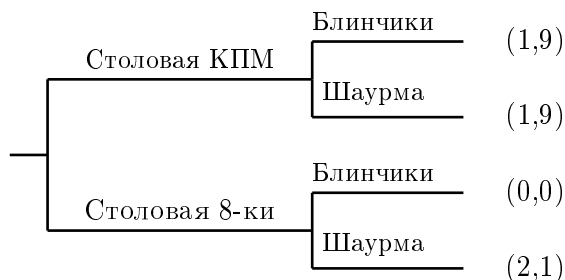 Блинчики (1,9)
Столовая КПМ
Шаурма (1,9)
Блинчики (0,0)
Столовая 8-ки
Шаурма (2,1)